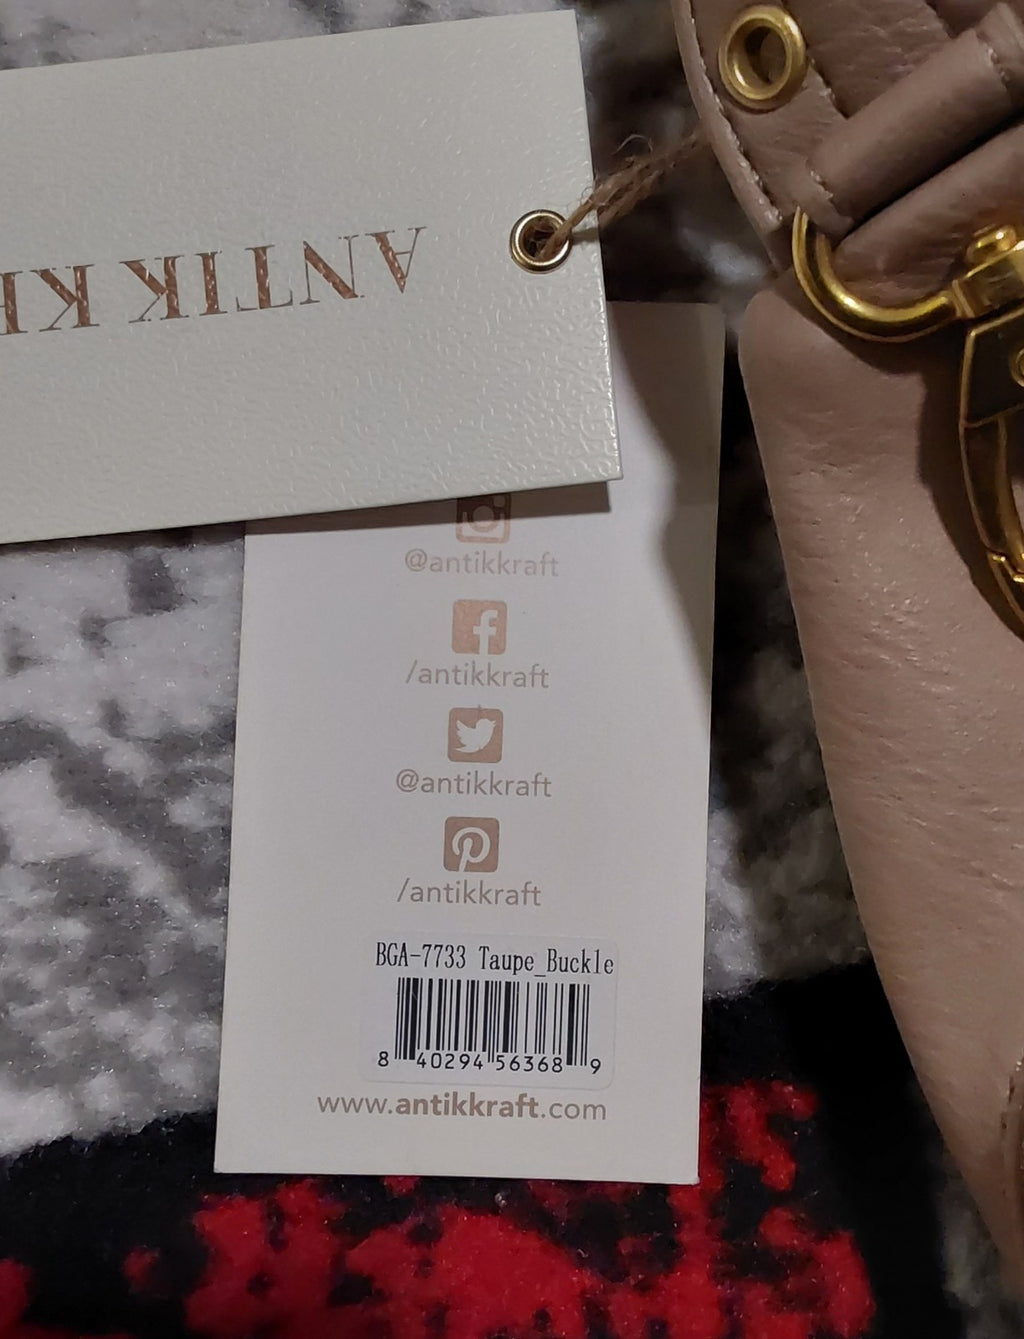 ANTIK K
@antikkraft
/antikkraft
@antikkraft
/antikkraft
BGA-7733 Taupe_Buckle
8 40294 56368 9
www.antikkraft.com